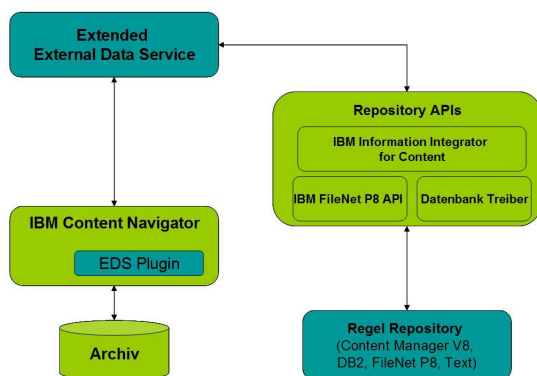 Extended
External Data Service
Repository APIs
IBM Information Integrator
for Content
IBM FileNet P8 API
Datenbank Treiber
IBM Content Navigator
EDS Plugin
Archiv
Regel Repository
(Content Manager V8,
DB2, FileNet P8, Text)